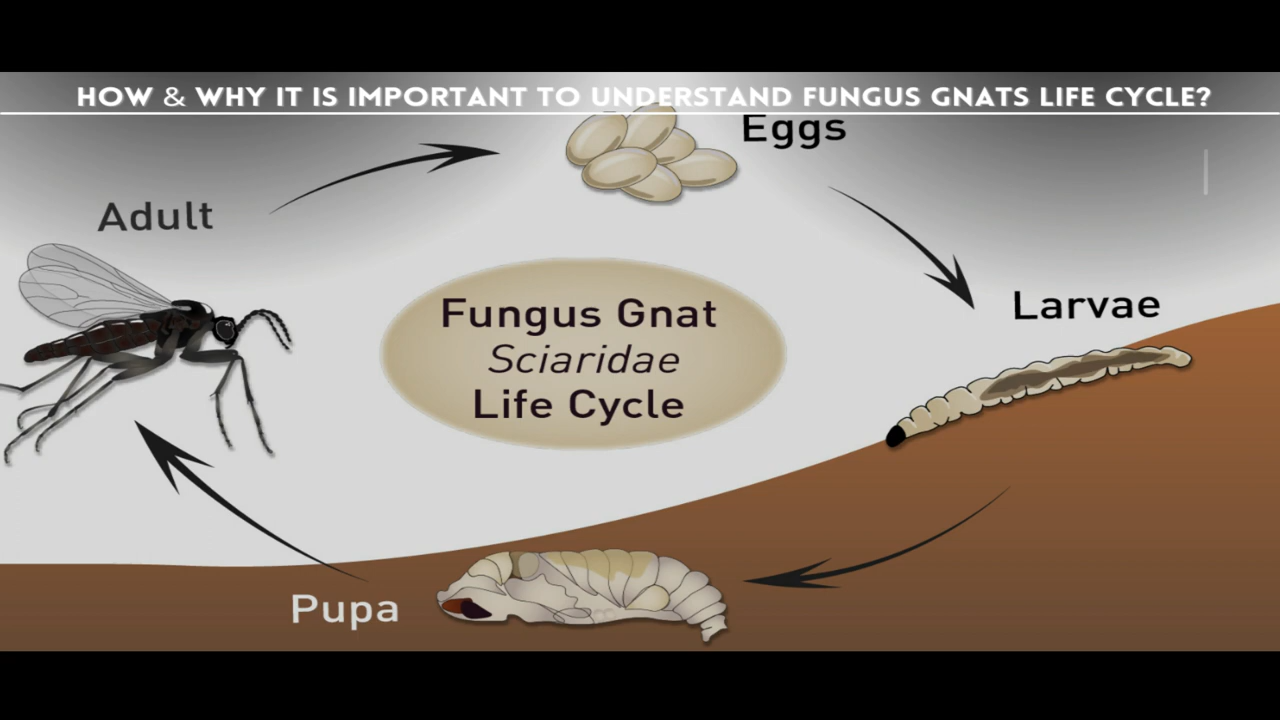 HOW & WHY IT IS IMPORTANT TO UNDERSTAND FUNGUS GNATS LIFE CYCLE?
Eggs
Adult
Larvae
Fungus Gnat
Sciaridae
Life Cycle
Pupa